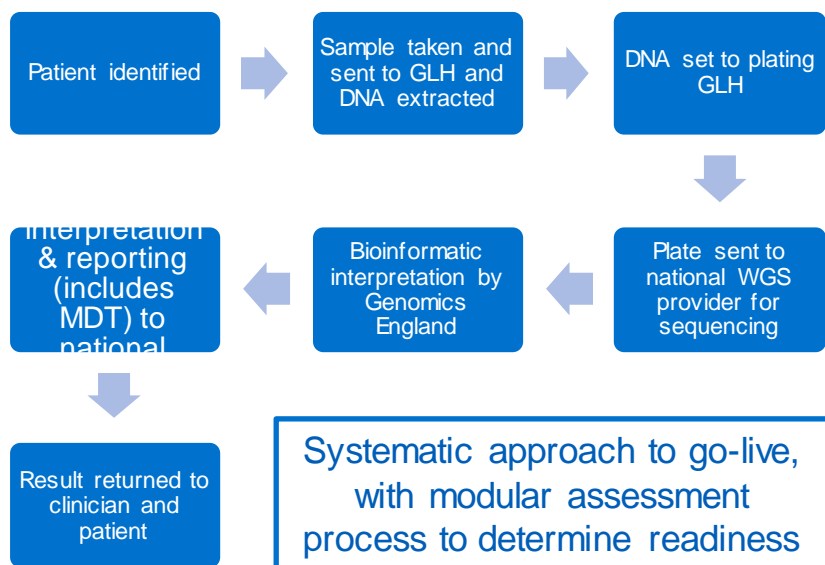 Patient identified
Sample taken and
sent to GLH and
DNA extracted
DNA set to plating
GLH
Plate sent to
national WGS
provider for
sequencing
Bioinformatic
interpretation by
Genomics
England
interpretation
& reporting
(includes
MDT) to
national
Result returned to
clinician and
patient
Systematic approach to go-live,
with modular assessment
process to determine readiness